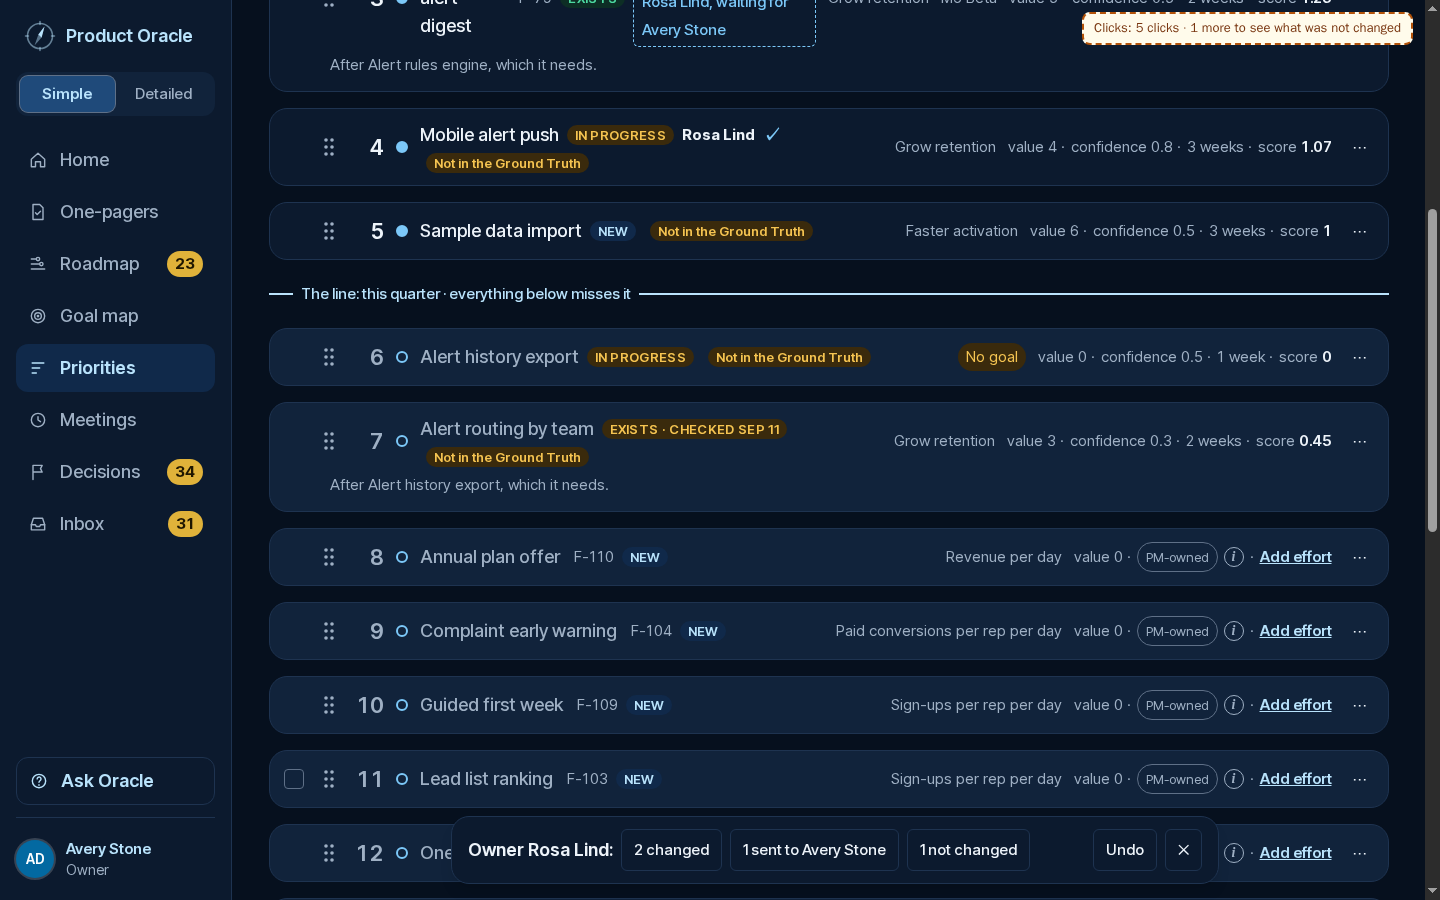 Product Oracle
Simple
Detailed
Home
One-pagers
Roadmap
23
Goal map
Priorities
Meetings
Decisions
34
Inbox
31
Ask Oracle
AD
Avery Stone
Owner
Clicks: 5 clicks · 1 more to see what was not changed
digest
Rosa Lind, waiting for
Avery Stone
After Alert rules engine, which it needs.
4 Mobile alert push IN PROGRESS Rosa Lind ✓
Not in the Ground Truth
Grow retention value 4 · confidence 0.8 · 3 weeks · score 1.07 ···
5 Sample data import NEW Not in the Ground Truth Faster activation value 6 · confidence 0.5 · 3 weeks · score 1 ···
The line: this quarter · everything below misses it
6 Alert history export IN PROGRESS Not in the Ground Truth No goal value 0 · confidence 0.5 · 1 week · score 0 ···
7 Alert routing by team EXISTS · CHECKED SEP 11
Not in the Ground Truth
Grow retention value 3 · confidence 0.3 · 2 weeks · score 0.45 ···
After Alert history export, which it needs.
8 Annual plan offer F-110 NEW Revenue per day value 0 · PM-owned i · Add effort ···
9 Complaint early warning F-104 NEW Paid conversions per rep per day value 0 · PM-owned i · Add effort ···
10 Guided first week F-109 NEW Sign-ups per rep per day value 0 · PM-owned i · Add effort ···
11 Lead list ranking F-103 NEW Sign-ups per rep per day value 0 · PM-owned i · Add effort ···
12 One i · Add effort ···
Owner Rosa Lind: 2 changed 1 sent to Avery Stone 1 not changed Undo ×